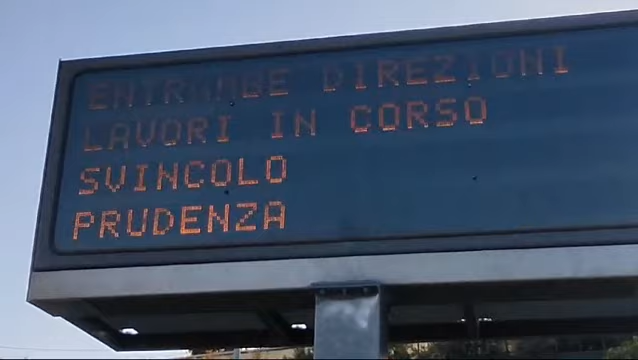 ENTRAMBE DIREZIONI
LAVORI IN CORSO
SVINCOLO
PRUDENZA